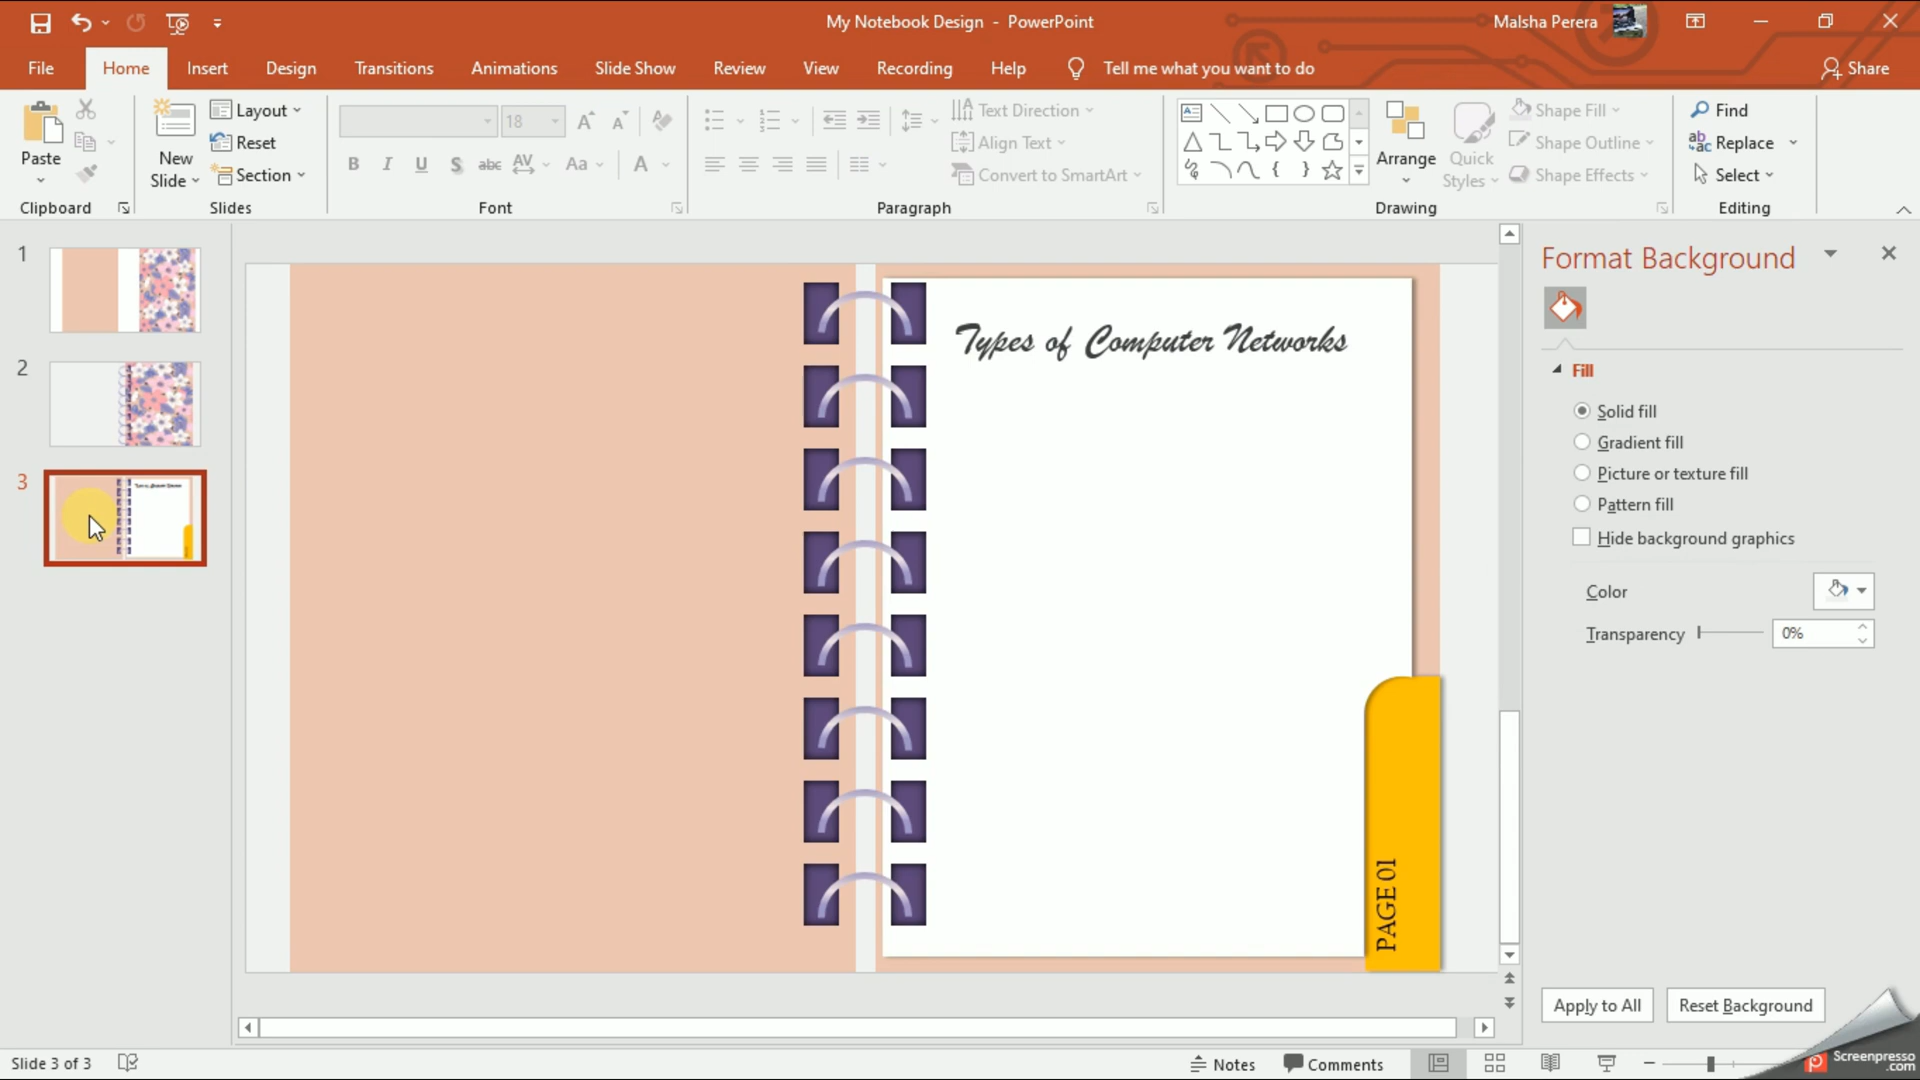 My Notebook Design - PowerPoint
Malsha Perera
File Home Insert Design Transitions Animations Slide Show Review View Recording Help Tell me what you want to do Share
Paste
New Slide
Layout
Reset
Section
18
B I U S abc AV Aa A
Text Direction
Align Text
Convert to SmartArt
Arrange
Quick Styles
Shape Fill
Shape Outline
Shape Effects
Find
Replace
Select
Clipboard Slides Font Paragraph Drawing Editing
1
2
3
Types of Computer Networks
PAGE 01
Format Background
Fill
Solid fill
Gradient fill
Picture or texture fill
Pattern fill
Hide background graphics
Color
Transparency 0%
Apply to All Reset Background
Slide 3 of 3
Notes Comments
Screenpresso
.com